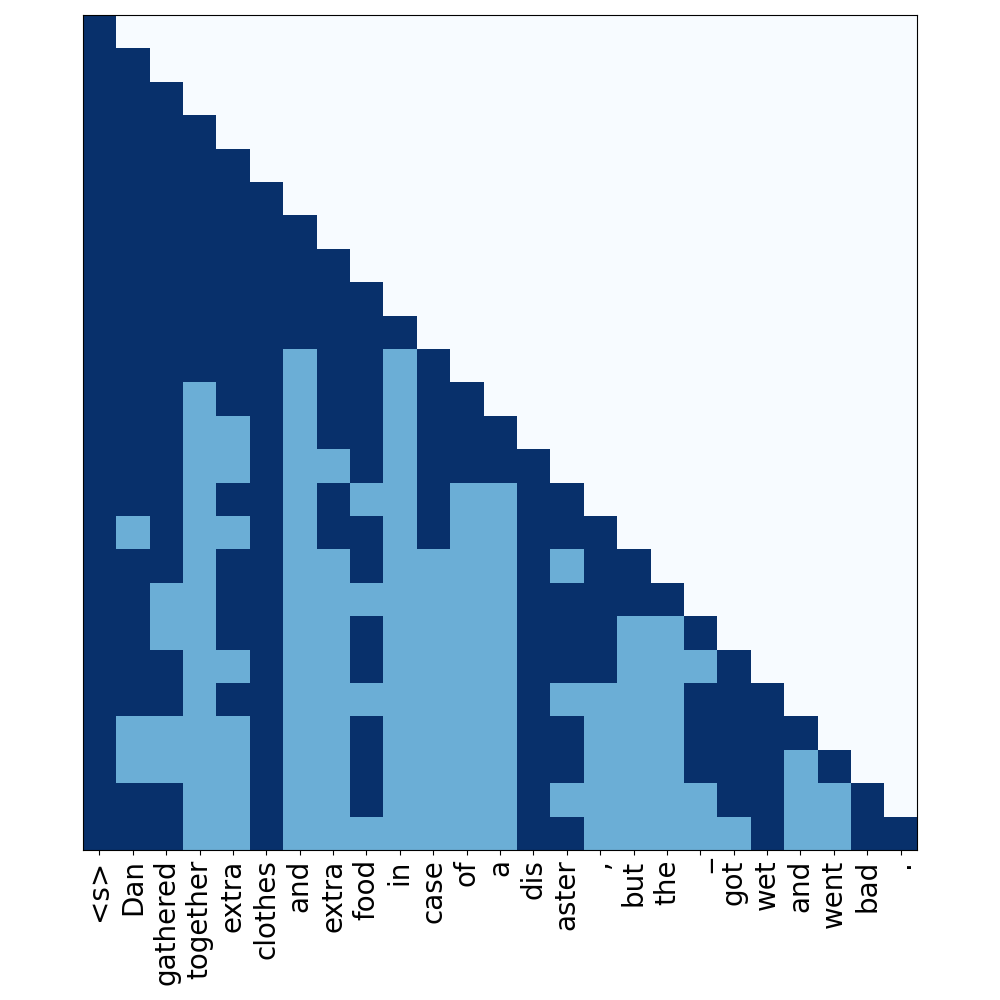 <s> Dan gathered together extra clothes and extra food in case of a dis aster , but the _ got wet and went bad .